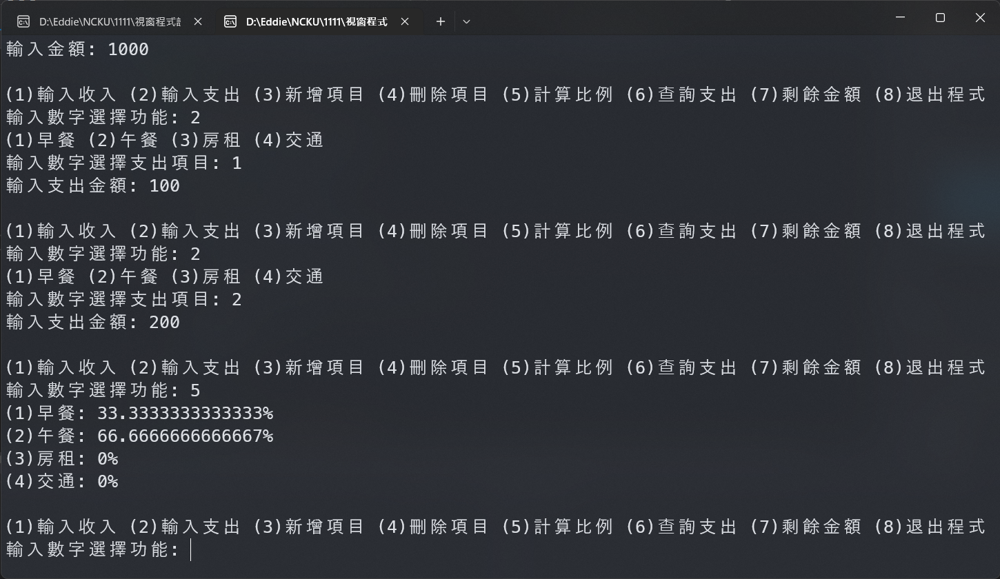 D:\Eddie\NCKU\1111\視窗程式 D:\Eddie\NCKU\1111\視窗程式
輸入金額: 1000
(1)輸入收入 (2)輸入支出 (3)新增項目 (4)刪除項目 (5)計算比例 (6)查詢支出 (7)剩餘金額 (8)退出程式
輸入數字選擇功能: 2
(1)早餐 (2)午餐 (3)房租 (4)交通
輸入數字選擇支出項目: 1
輸入支出金額: 100
(1)輸入收入 (2)輸入支出 (3)新增項目 (4)刪除項目 (5)計算比例 (6)查詢支出 (7)剩餘金額 (8)退出程式
輸入數字選擇功能: 2
(1)早餐 (2)午餐 (3)房租 (4)交通
輸入數字選擇支出項目: 2
輸入支出金額: 200
(1)輸入收入 (2)輸入支出 (3)新增項目 (4)刪除項目 (5)計算比例 (6)查詢支出 (7)剩餘金額 (8)退出程式
輸入數字選擇功能: 5
(1)早餐: 33.3333333333333%
(2)午餐: 66.6666666666667%
(3)房租: 0%
(4)交通: 0%
(1)輸入收入 (2)輸入支出 (3)新增項目 (4)刪除項目 (5)計算比例 (6)查詢支出 (7)剩餘金額 (8)退出程式
輸入數字選擇功能: